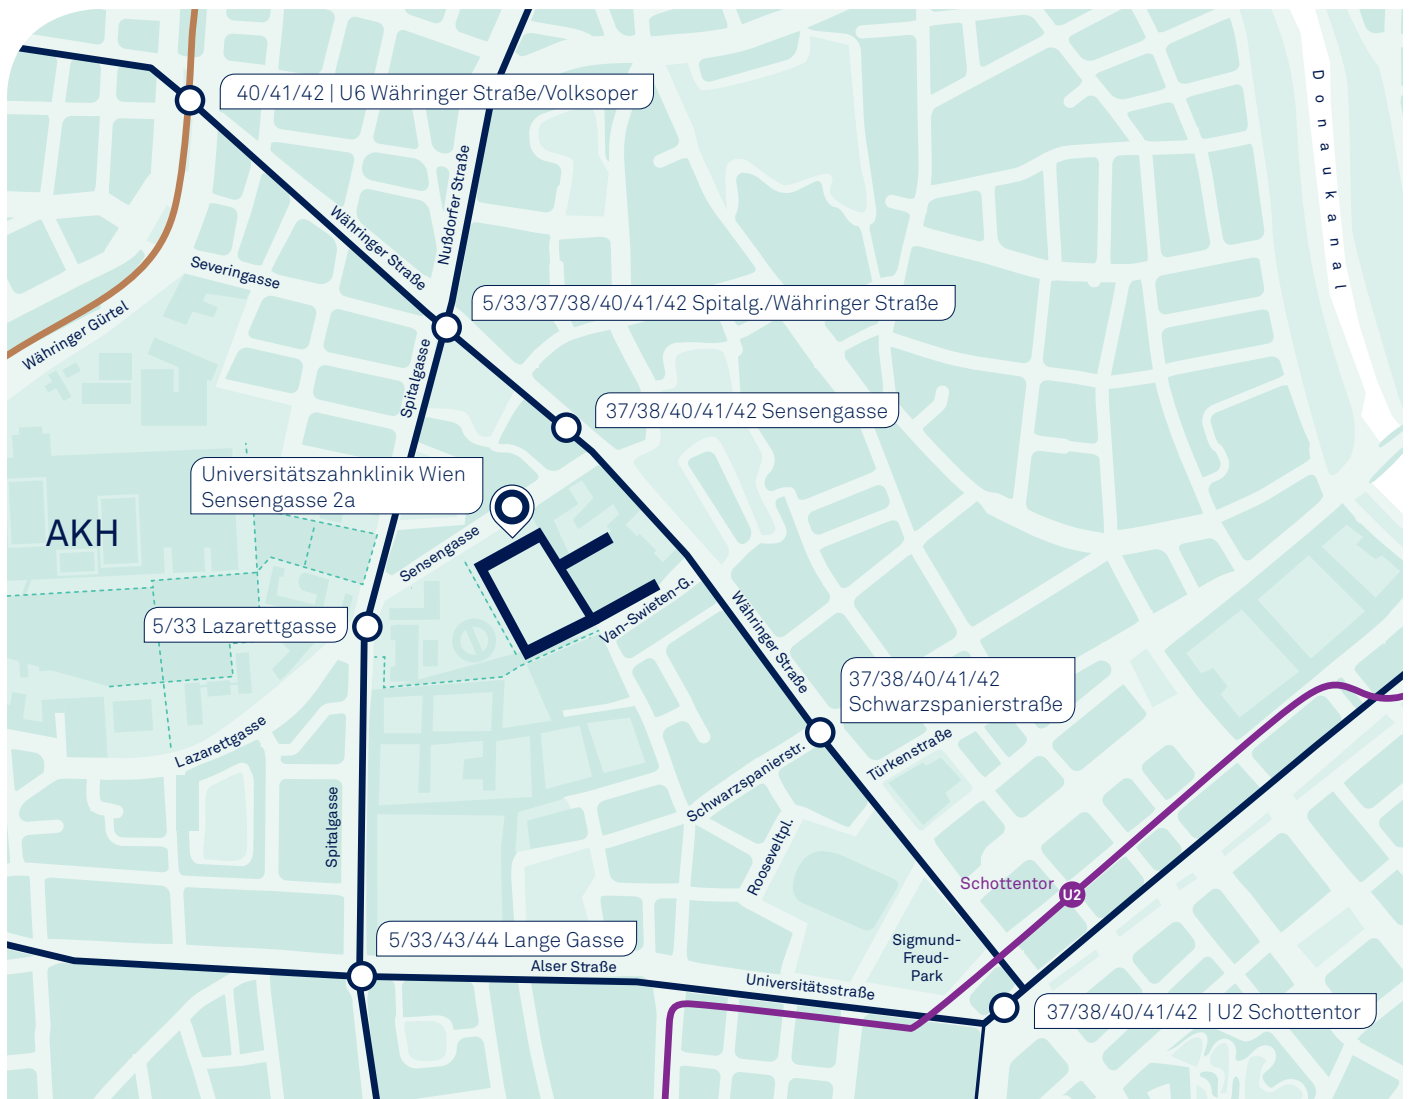 40/41/42 | U6 Währinger Straße/Volksoper
Donaukanal
Nußdorfer Straße
Währinger Straße
Severingasse
Währinger Gürtel
5/33/37/38/40/41/42 Spitalg./Währinger Straße
Spitalgasse
37/38/40/41/42 Sensengasse
Universitätszahnklinik Wien
Sensengasse 2a
AKH
Sensengasse
5/33 Lazarettgasse
Van-Swieten-G.
Währinger Straße
37/38/40/41/42
Schwarzspanierstraße
Lazarettgasse
Türkenstraße
Schwarzspanierstr.
Spitalgasse
Rooseveltpl.
Schottentor
U2
5/33/43/44 Lange Gasse
Sigmund-
Freud-
Park
Alser Straße
Universitätsstraße
37/38/40/41/42 | U2 Schottentor